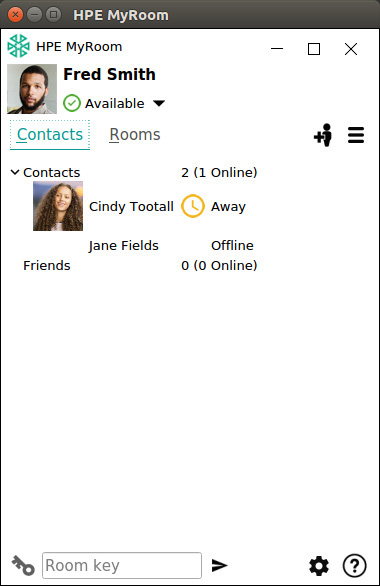 HPE MyRoom
HPE MyRoom
Fred Smith
Available
Contacts Rooms
Contacts 2 (1 Online)
Cindy Tootall Away
Jane Fields Offline
Friends 0 (0 Online)
Room key